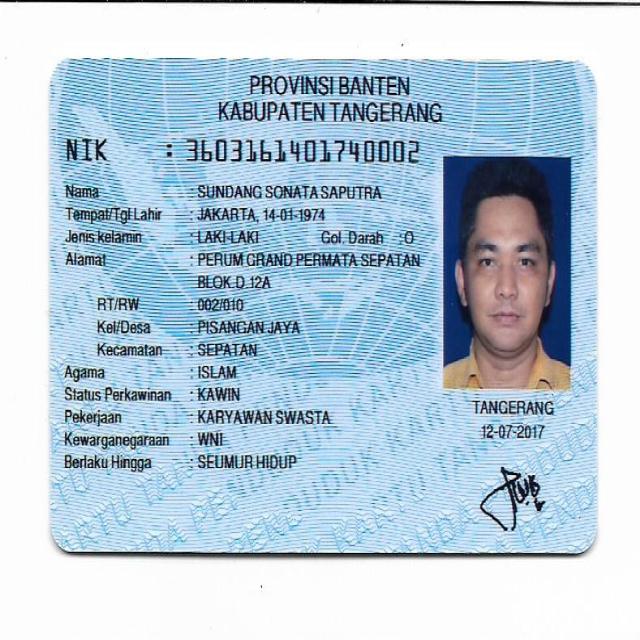 PROVINSI BANTEN
KABUPATEN TANGERANG
NIK : 3603161401740002
Nama : SUNDANG SONATA SAPUTRA
Tempat/Tgl Lahir : JAKARTA, 14-01-1974
Jenis kelamin : LAKI-LAKI Gol. Darah : O
Alamat : PERUM GRAND PERMATA SEPATAN
BLOK D 12A
RT/RW : 002/010
Kel/Desa : PISANGAN JAYA
Kecamatan : SEPATAN
Agama : ISLAM
Status Perkawinan : KAWIN
Pekerjaan : KARYAWAN SWASTA
Kewarganegaraan : WNI
Berlaku Hingga : SEUMUR HIDUP
TANGERANG
12-07-2017